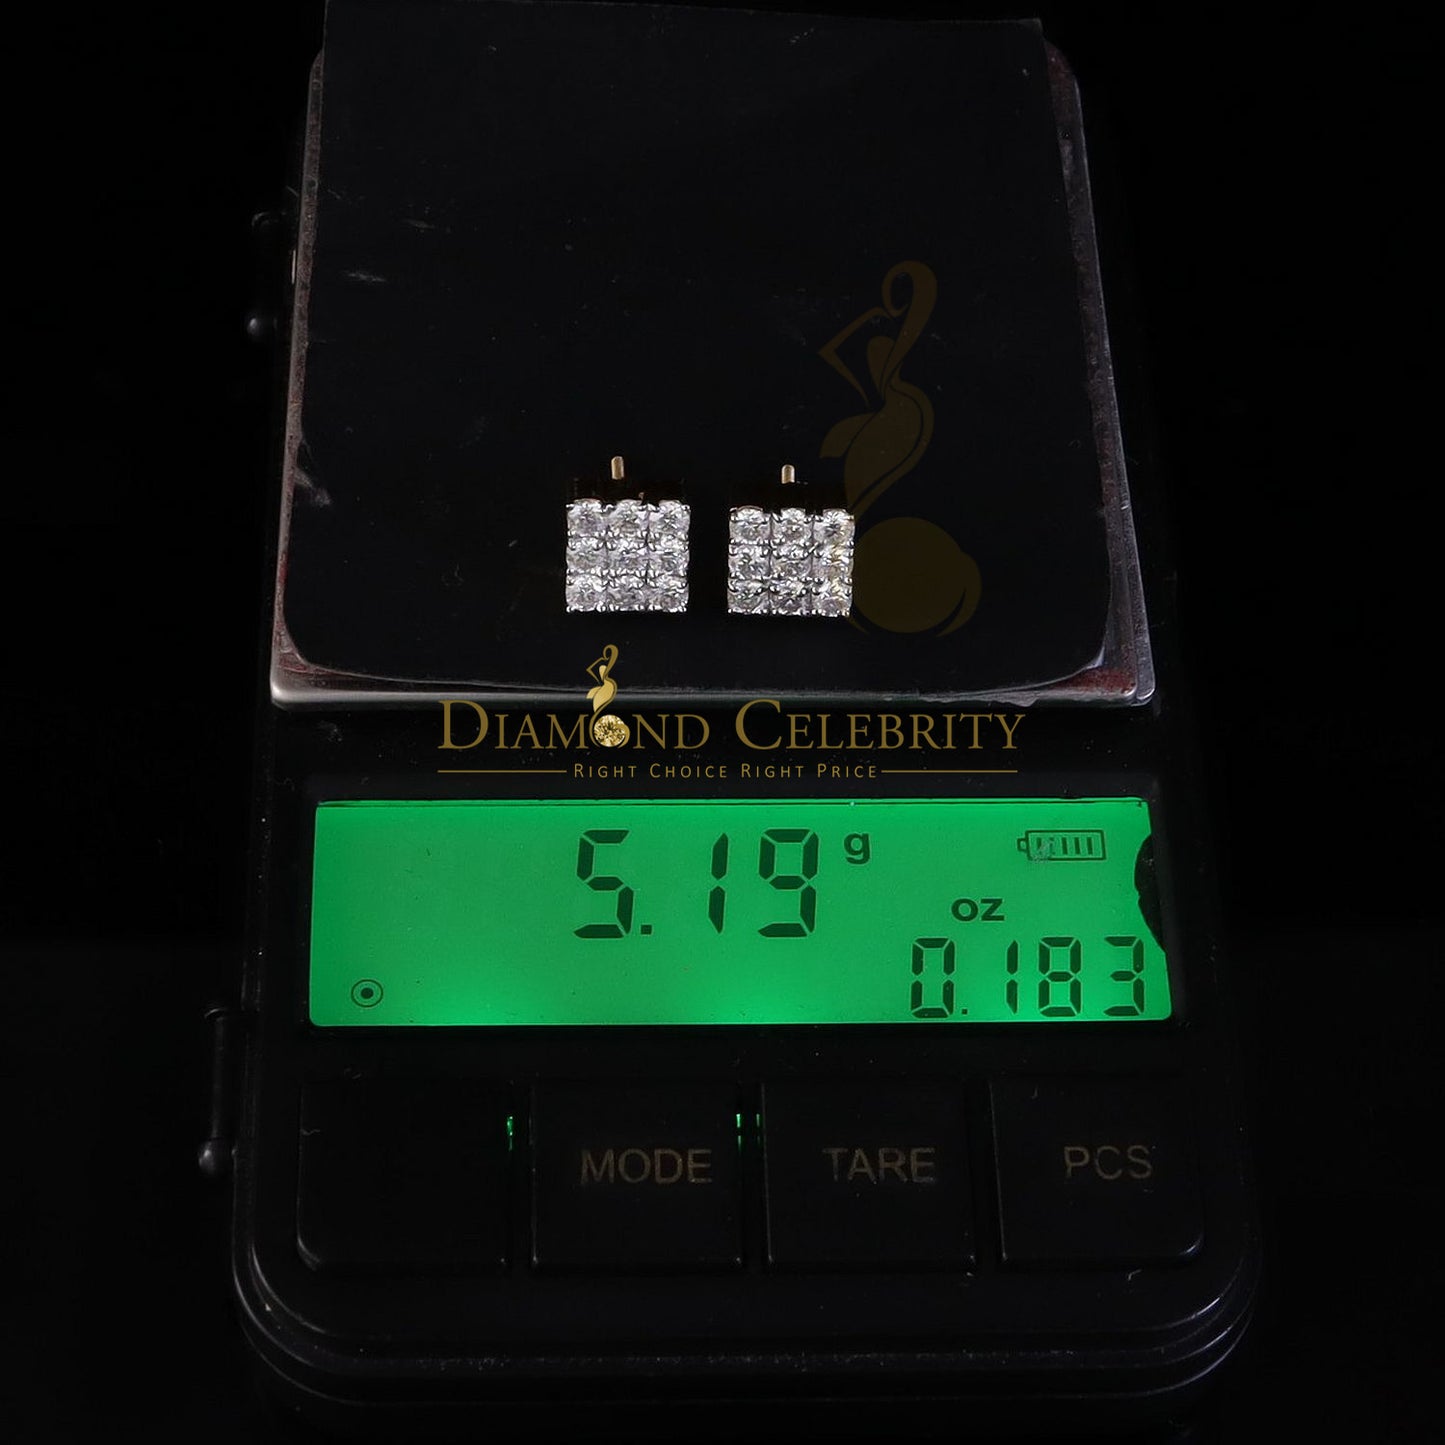 DIAMOND CELEBRITY
RIGHT CHOICE RIGHT PRICE
5.19 g
oz
0.183
MODE TARE PCS